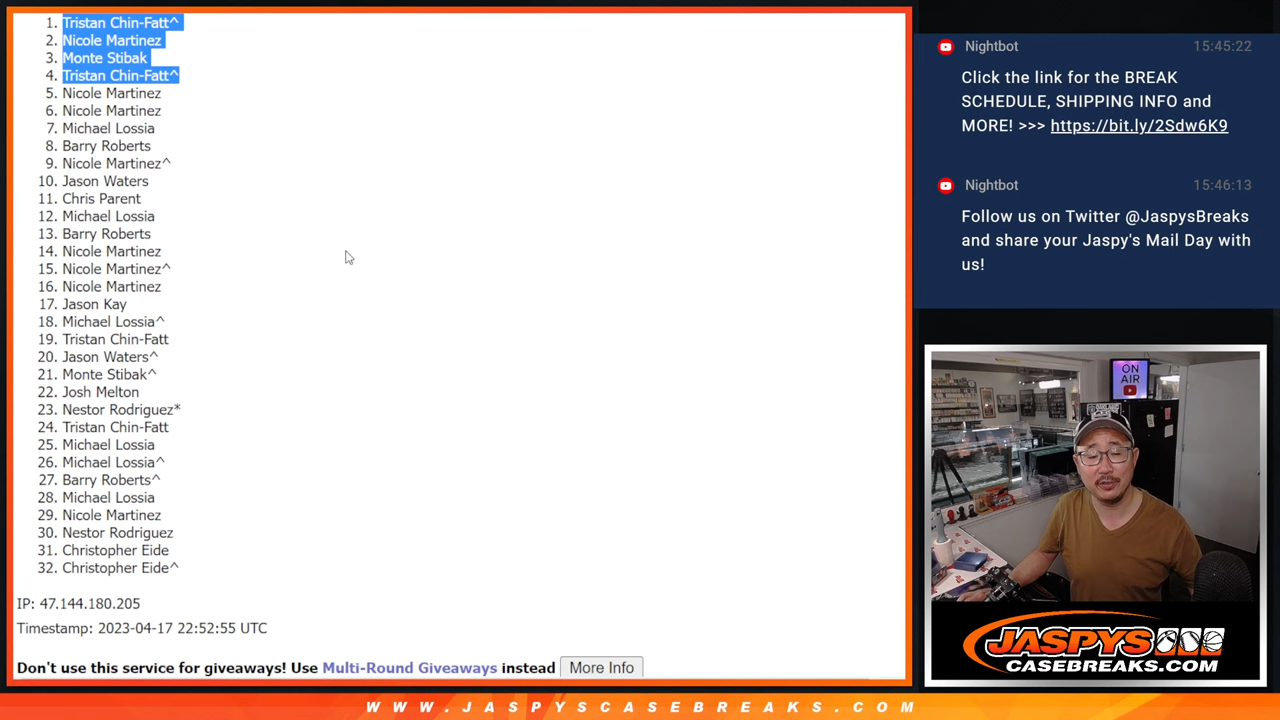 1. Tristan Chin-Fatt^
2. Nicole Martinez
3. Monte Stibak
4. Tristan Chin-Fatt^
5. Nicole Martinez
6. Nicole Martinez
7. Michael Lossia
8. Barry Roberts
9. Nicole Martinez^
10. Jason Waters
11. Chris Parent
12. Michael Lossia
13. Barry Roberts
14. Nicole Martinez
15. Nicole Martinez^
16. Nicole Martinez
17. Jason Kay
18. Michael Lossia^
19. Tristan Chin-Fatt
20. Jason Waters^
21. Monte Stibak^
22. Josh Melton
23. Nestor Rodriguez*
24. Tristan Chin-Fatt
25. Michael Lossia
26. Michael Lossia^
27. Barry Roberts^
28. Michael Lossia
29. Nicole Martinez
30. Nestor Rodriguez
31. Christopher Eide
32. Christopher Eide^
IP: 47.144.180.205
Timestamp: 2023-04-17 22:52:55 UTC
Don't use this service for giveaways! Use Multi-Round Giveaways instead More Info
Nightbot 15:45:22
Click the link for the BREAK
SCHEDULE, SHIPPING INFO and
MORE! >>> https://bit.ly/2Sdw6K9
Nightbot 15:46:13
Follow us on Twitter @JaspysBreaks
and share your Jaspy's Mail Day with
us!
ON
AIR
JASPYS
CASEBREAKS.COM
WWW.JASPYSCASEBREAKS.COM